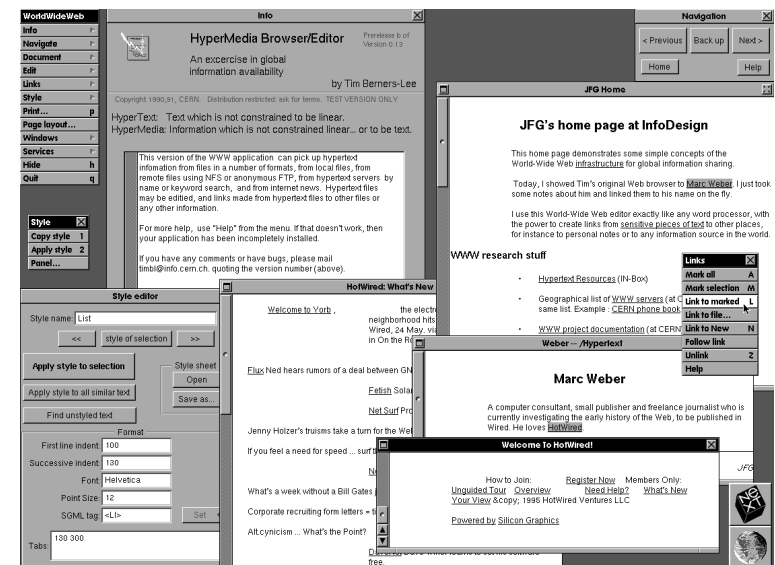 WorldWideWeb
Info
Navigate
Document
Edit
Links
Style
Print... p
Page layout...
Windows
Services
Hide h
Quit q
Style
Copy style 1
Apply style 2
Panel...
Info
HyperMedia Browser/Editor
Prerelease b of
Version 0.13
An excercise in global
information availability
by Tim Berners-Lee
Copyright 1990,91, CERN. Distribution restricted: ask for terms. TEST VERSION ONLY
HyperText: Text which is not constrained to be linear.
HyperMedia: Information which is not constrained linear... or to be text.
This version of the WWW application can pick up hypertext
infomation from files in a number of formats, from local files, from
remote files using NFS or anonymous FTP, from hypertext servers by
name or keyword search, and from internet news. Hypertext files
may be editied, and links made from hypertext files to other files or
any other information.
For more help, use "Help" from the menu. If that doesn't work, then
your application has been incompletely installed.
If you have any comments or have bugs, please mail
timbl@info.cern.ch. quoting the version number (above).
Navigation
< Previous Back up Next >
Home Help
JFG Home
JFG's home page at InfoDesign
This home page demonstrates some simple concepts of the
World-Wide Web infrastructure for global information sharing.
Today, I showed Tim's original Web browser to Marc Weber. I just took
some notes about him and linked them to his name on the fly.
I use this World-Wide Web editor exactly like any word processor, with
the power to create links from sensitive pieces of text to other places,
for instance to personal notes or to any information source in the world.
WWW research stuff
Hypertext Resources (IN-Box)
Geographical list of WWW servers (at C
same list. Example : CERN phone book
WWW project documentation (at CERN
Links
Mark all A
Mark selection M
Link to marked L
Link to file...
Link to New N
Follow link
Unlink Z
Help
Style editor
Style name: List
<< style of selection >>
Apply style to selection
Apply style to all similar text
Find unstyled text
Style sheet
Open
Save as...
Format
First line indent: 100
Successive indent: 130
Font: Helvetica
Point Size: 12
SGML tag: <LI> Set
Tabs: 130 300
HotWired: What's New
Welcome to Vorb ,
the electr
neighborhood hits
Wired, 24 May. via
in On the Ro
Flux Ned hears rumors of a deal between GN
Fetish Solar
Net Surf Pro
Jenny Holzer's truisms take a turn for the Wel
If you feel a need for speed ... surf t
Ne
What's a week without a Bill Gates j
Corporate recruiting form letters = ti
Alt.cynicism ... What's the Point?
free.
Weber -- /Hypertext
Marc Weber
A computer consultant, small publisher and freelance journalist who is
currently investigating the early history of the Web, to be published in
Wired. He loves HotWired.
JFG
Welcome To HotWired!
How to Join: Register Now Members Only:
Unguided Tour Overview Need Help? What's New
Your View &copy; 1995 HotWired Ventures LLC
Powered by Silicon Graphics
NeXT